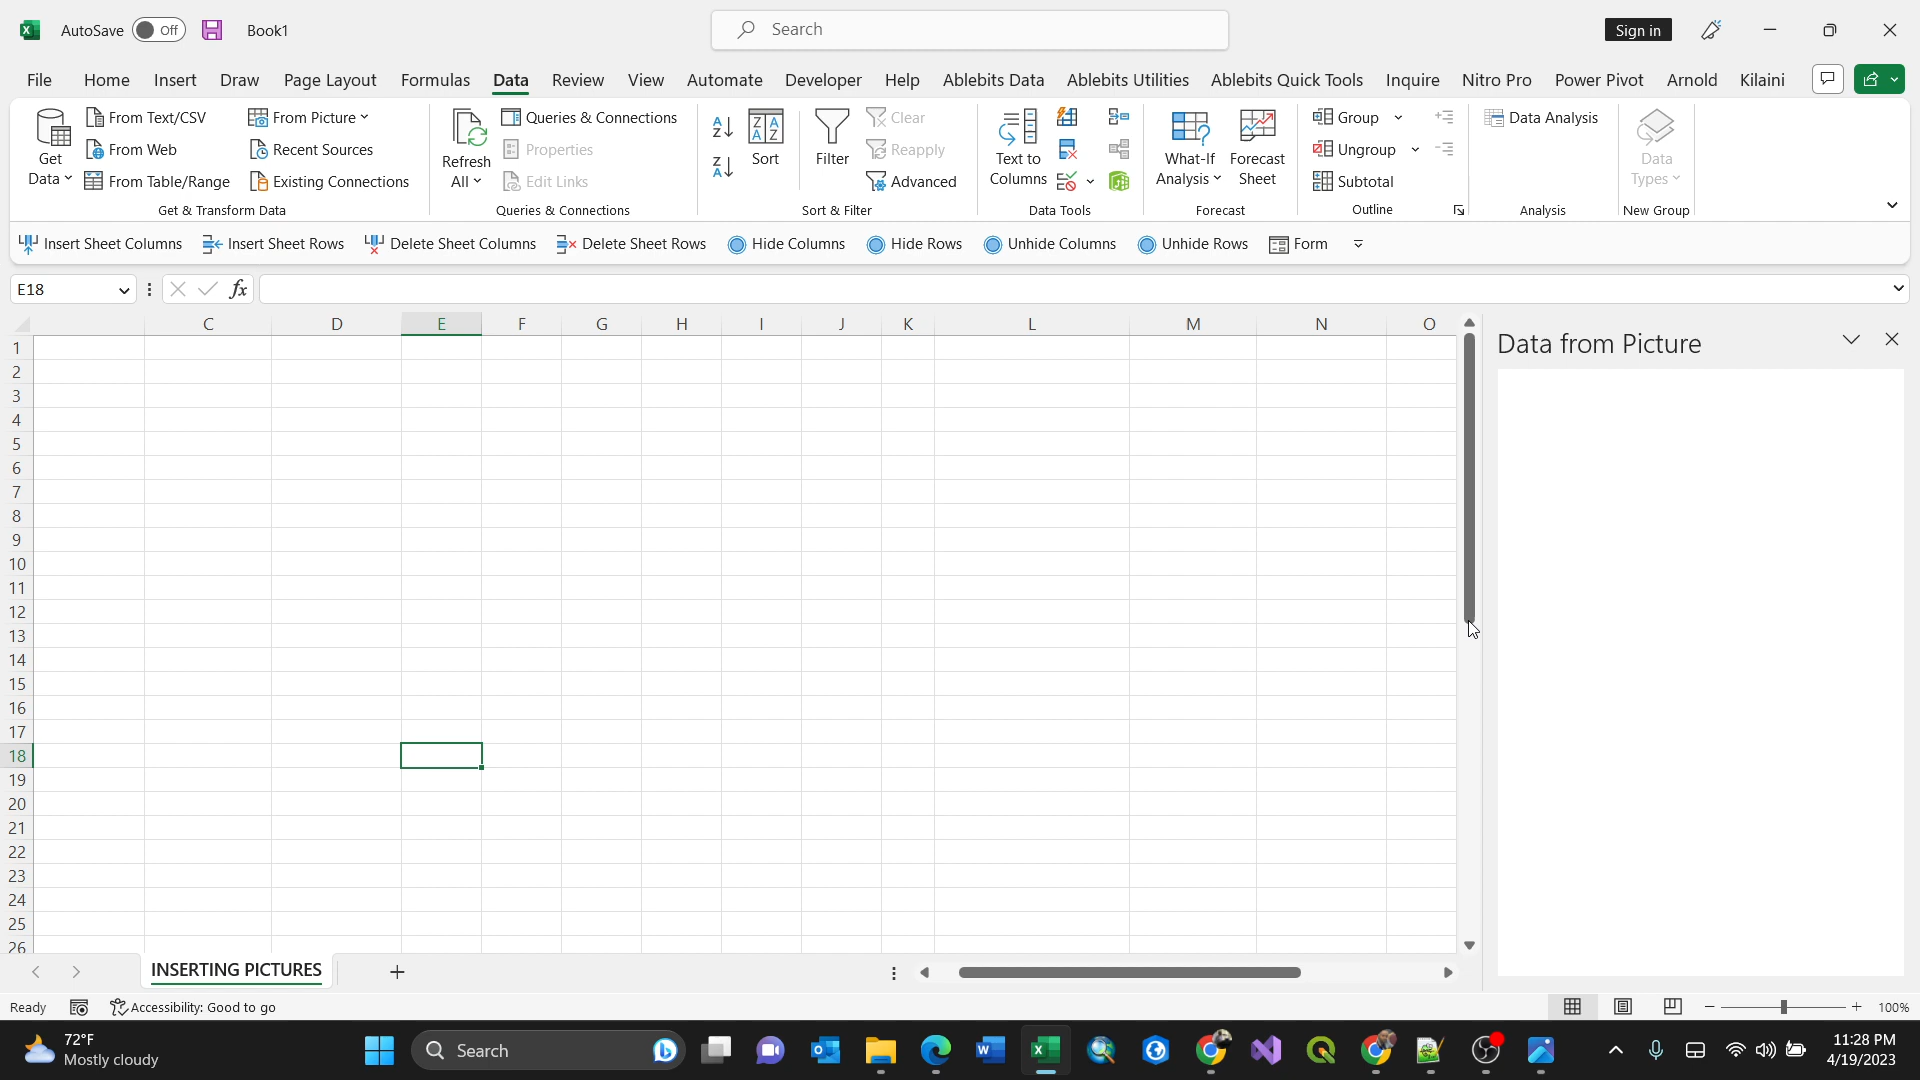 AutoSave Off Book1 Search Sign in
File Home Insert Draw Page Layout Formulas Data Review View Automate Developer Help Ablebits Data Ablebits Utilities Ablebits Quick Tools Inquire Nitro Pro Power Pivot Arnold Kilaini
Get Data
From Text/CSV
From Web
From Table/Range
From Picture
Recent Sources
Existing Connections
Get & Transform Data
Refresh All
Queries & Connections
Properties
Edit Links
Queries & Connections
Sort
Filter
Clear
Reapply
Advanced
Sort & Filter
Text to Columns
Data Tools
What-If Analysis
Forecast Sheet
Forecast
Group
Ungroup
Subtotal
Outline
Data Analysis
Analysis
Data Types
New Group
Insert Sheet Columns Insert Sheet Rows Delete Sheet Columns Delete Sheet Rows Hide Columns Hide Rows Unhide Columns Unhide Rows Form
E18 fx
C D E F G H I J K L M N O
Data from Picture
1
2
3
4
5
6
7
8
9
10
11
12
13
14
15
16
17
18
19
20
21
22
23
24
25
26
INSERTING PICTURES
Ready Accessibility: Good to go 100%
72°F
Mostly cloudy
Search
11:28 PM
4/19/2023